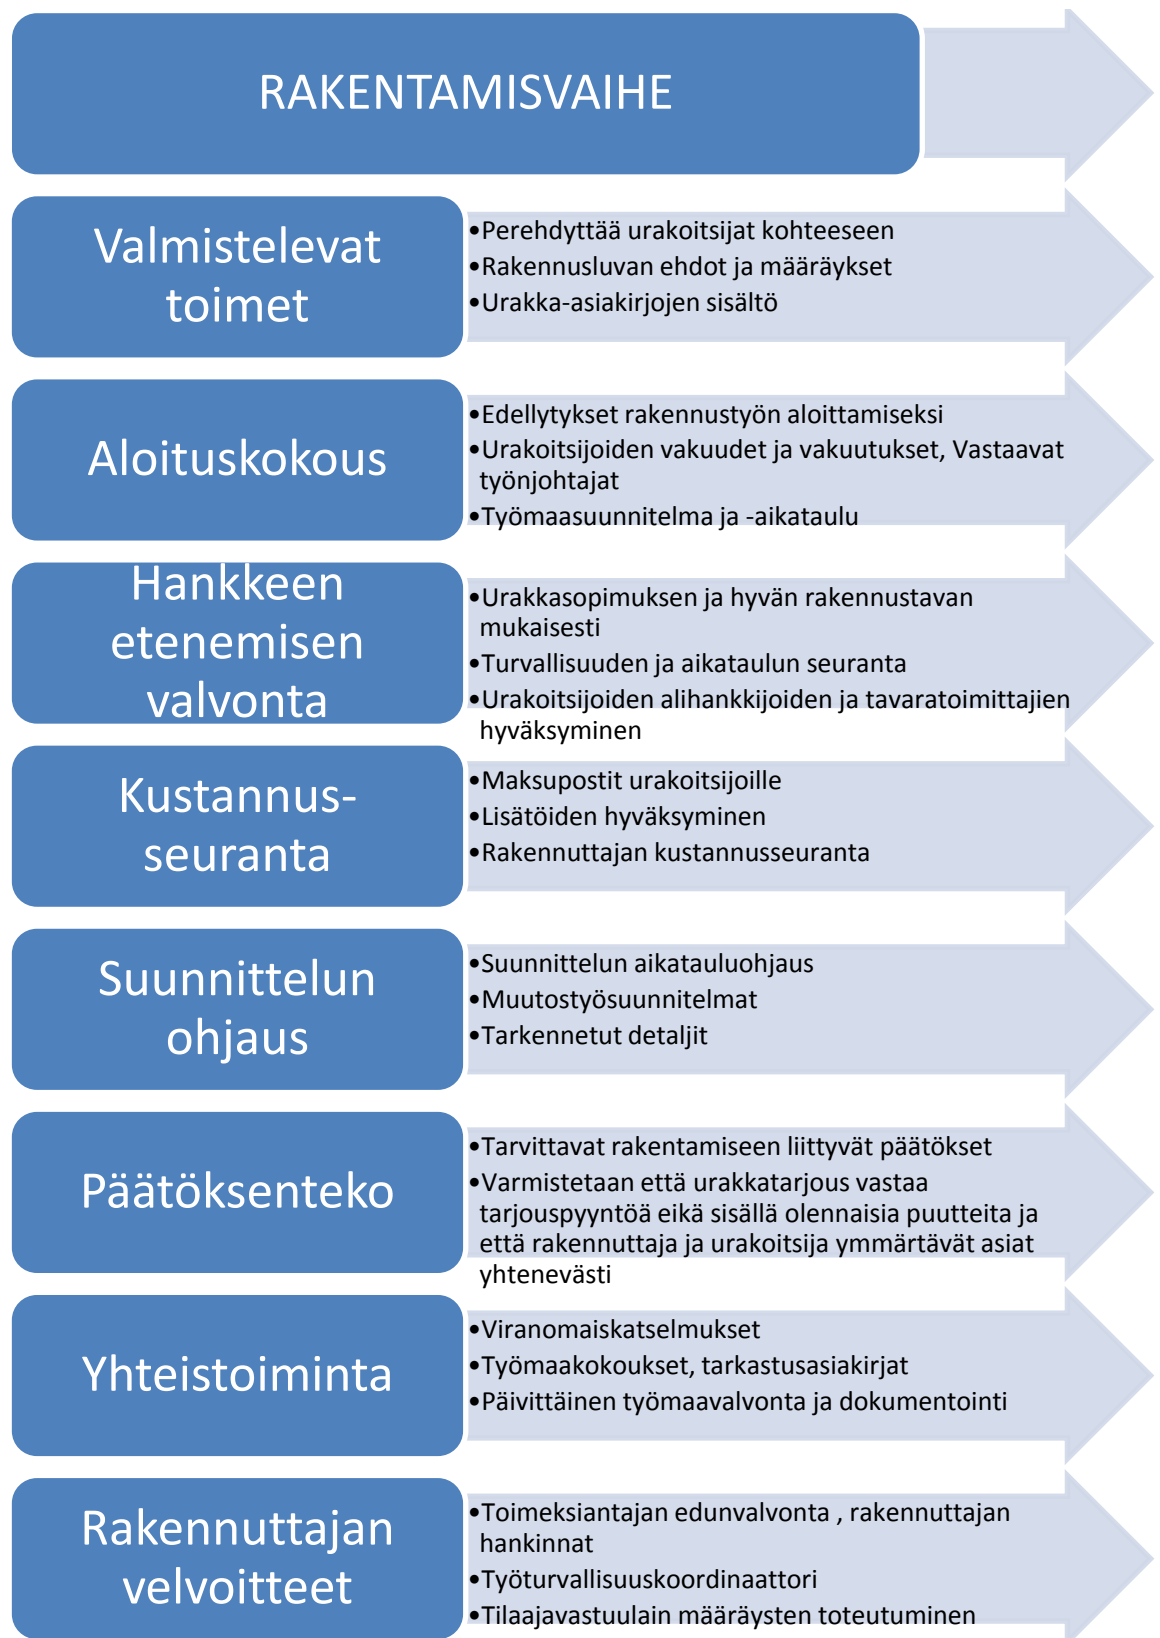 RAKENTAMISVAIHE
Valmistelevat
toimet
•Perehdyttää urakoitsijat kohteeseen
•Rakennusluvan ehdot ja määräykset
•Urakka-asiakirjojen sisältö
Aloituskokous
•Edellytykset rakennustyön aloittamiseksi
•Urakoitsijoiden vakuudet ja vakuutukset, Vastaavat
työnjohtajat
•Työmaasuunnitelma ja -aikataulu
Hankkeen
etenemisen
valvonta
•Urakkasopimuksen ja hyvän rakennustavan
mukaisesti
•Turvallisuuden ja aikataulun seuranta
•Urakoitsijoiden alihankkijoiden ja tavaratoimittajien
hyväksyminen
Kustannus-
seuranta
•Maksupostit urakoitsijoille
•Lisätöiden hyväksyminen
•Rakennuttajan kustannusseuranta
Suunnittelun
ohjaus
•Suunnittelun aikatauluohjaus
•Muutostyösuunnitelmat
•Tarkennetut detaljit
Päätöksenteko
•Tarvittavat rakentamiseen liittyvät päätökset
•Varmistetaan että urakkatarjous vastaa
tarjouspyyntöä eikä sisällä olennaisia puutteita ja
että rakennuttaja ja urakoitsija ymmärtävät asiat
yhtenevästi
Yhteistoiminta
•Viranomaiskatselmukset
•Työmaakokoukset, tarkastusasiakirjat
•Päivittäinen työmaavalvonta ja dokumentointi
Rakennuttajan
velvoitteet
•Toimeksiantajan edunvalvonta , rakennuttajan
hankinnat
•Työturvallisuuskoordinaattori
•Tilaajavastuulain määräysten toteutuminen